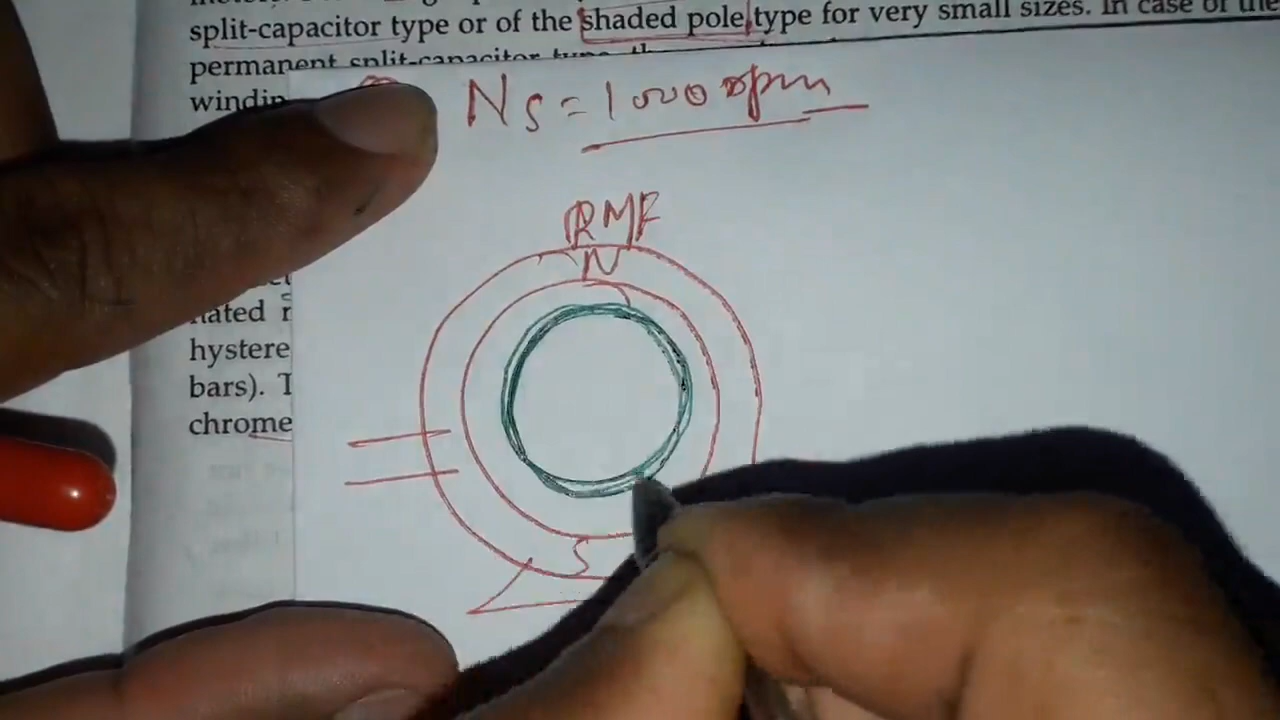 split-capacitor type or of the shaded pole type for very small sizes. In case of the
permanent split-capacitor type, th
windin
Ns = 1000 rpm
RMF
N
nated r
hystere
bars). T
chrome
S